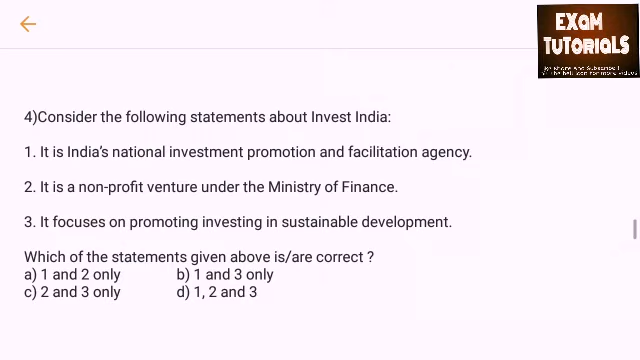 EXAM
TUTORIALS
4)Consider the following statements about Invest India:
1. It is India’s national investment promotion and facilitation agency.
2. It is a non-profit venture under the Ministry of Finance.
3. It focuses on promoting investing in sustainable development.
Which of the statements given above is/are correct ?
a) 1 and 2 only b) 1 and 3 only
c) 2 and 3 only d) 1, 2 and 3